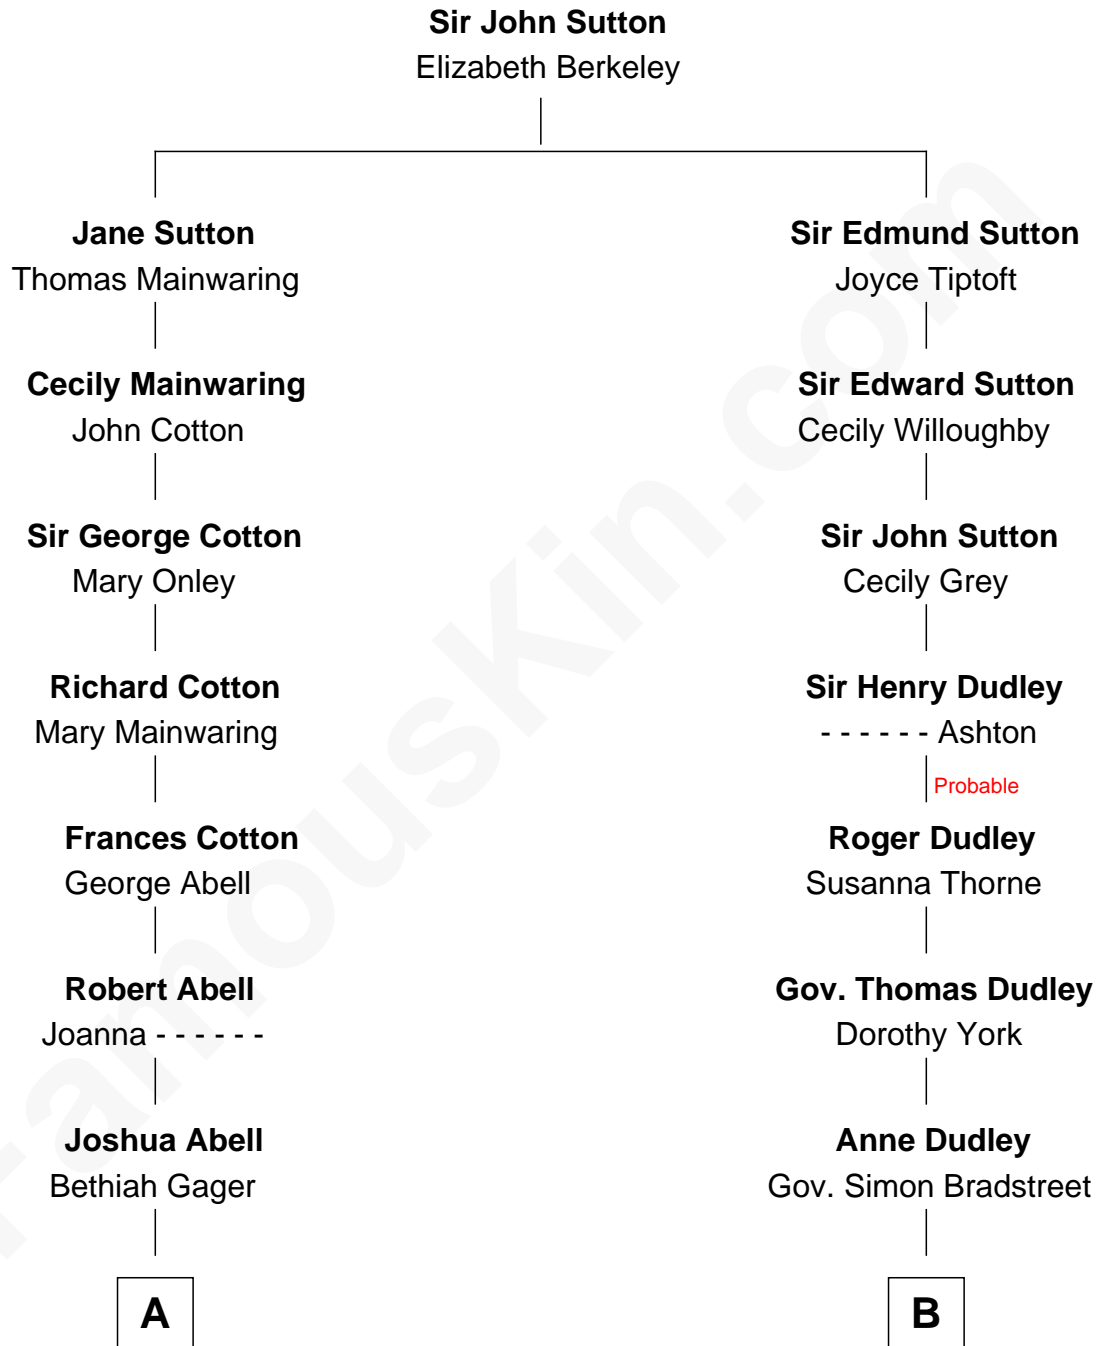 Sir John Sutton
Elizabeth Berkeley
Jane Sutton
Thomas Mainwaring
Sir Edmund Sutton
Joyce Tiptoft
Cecily Mainwaring
John Cotton
Sir Edward Sutton
Cecily Willoughby
Sir George Cotton
Mary Onley
Sir John Sutton
Cecily Grey
Richard Cotton
Mary Mainwaring
Sir Henry Dudley
- - - - - - Ashton
Probable
Frances Cotton
George Abell
Roger Dudley
Susanna Thorne
Robert Abell
Joanna - - - - - -
Gov. Thomas Dudley
Dorothy York
Joshua Abell
Bethiah Gager
Anne Dudley
Gov. Simon Bradstreet
A
B
FamousKin.com